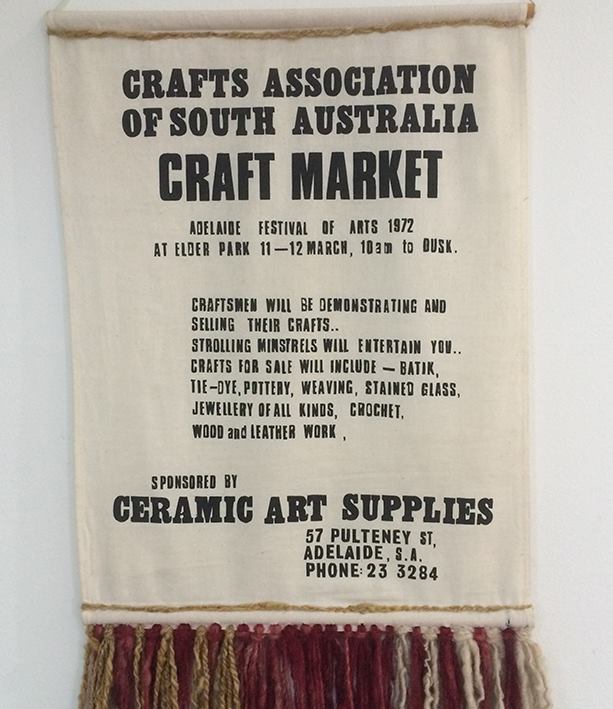 CRAFTS ASSOCIATION
OF SOUTH AUSTRALIA
CRAFT MARKET
ADELAIDE FESTIVAL OF ARTS 1972
AT ELDER PARK 11–12 MARCH, 10am to DUSK.
CRAFTSMEN WILL BE DEMONSTRATING AND
SELLING THEIR CRAFTS..
STROLLING MINSTRELS WILL ENTERTAIN YOU..
CRAFTS FOR SALE WILL INCLUDE – BATIK,
TIE-DYE, POTTERY, WEAVING, STAINED GLASS,
JEWELLERY OF ALL KINDS, CROCHET,
WOOD and LEATHER WORK ,
SPONSORED BY
CERAMIC ART SUPPLIES
57 PULTENEY ST,
ADELAIDE, S.A.
PHONE: 23 3284